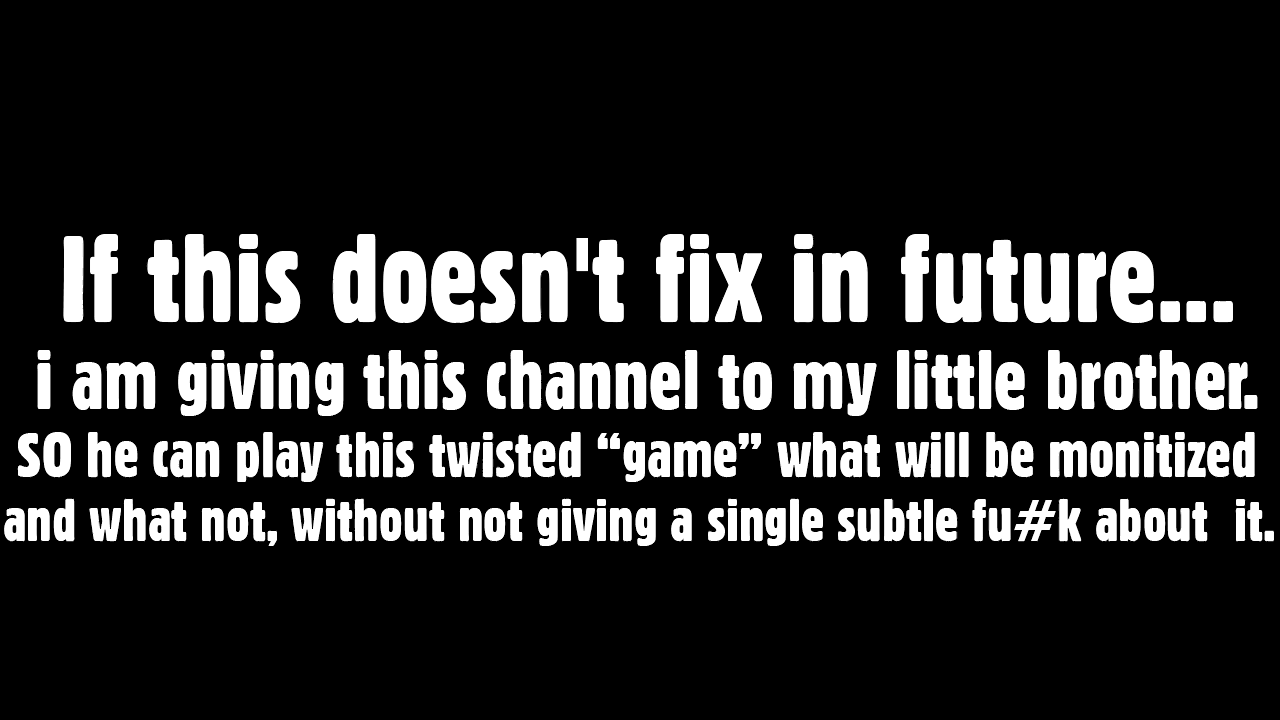 If this doesn't fix in future...
i am giving this channel to my little brother.
SO he can play this twisted “game” what will be monitized
and what not, without not giving a single subtle fu#k about  it.